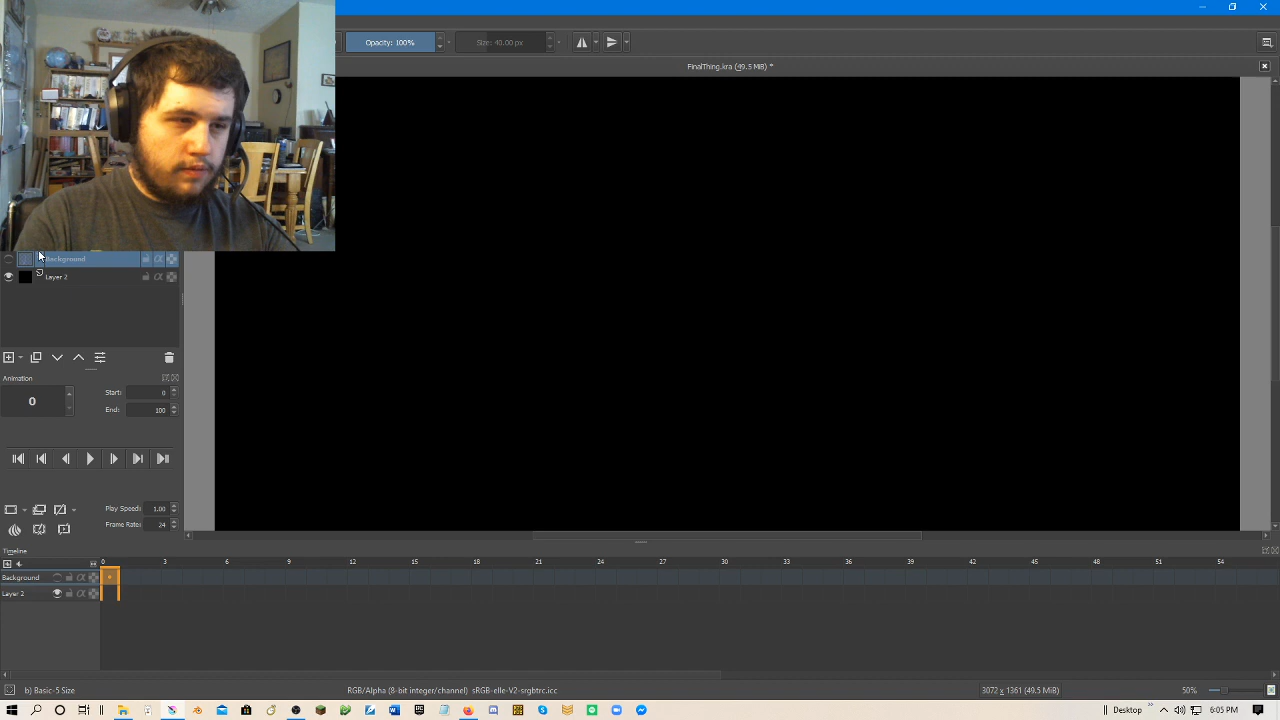 Opacity: 100%
Size: 40.00 px
FinalThing.kra (49.5 MiB) *
Background
Layer 2
Animation
0
Start: 0
End: 100
Play Speed: 1.00
Frame Rate: 24
Timeline
0 3 6 9 12 15 18 21 24 27 30 33 36 39 42 45 48 51 54
Background
Layer 2
b) Basic-5 Size
RGB/Alpha (8-bit integer/channel) sRGB-elle-V2-srgbtrc.icc
3072 x 1361 (49.5 MiB)
50%
Desktop
6:05 PM